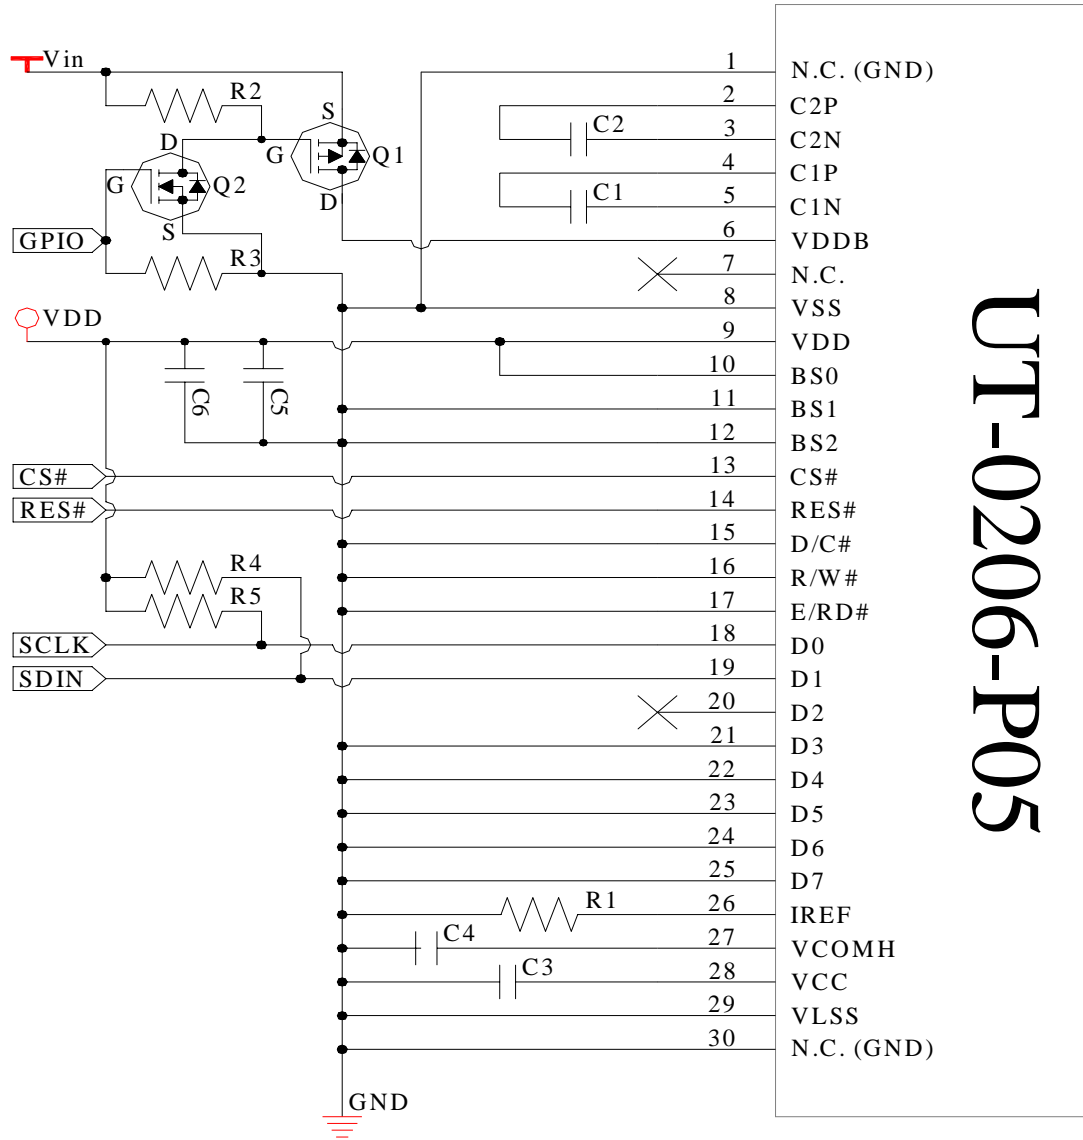 Vin
R2
S
G
Q1
D
D
G
Q2
S
GPIO
R3
VDD
C6
C5
CS#
RES#
R4
R5
SCLK
SDIN
C2
C1
R1
C4
C3
GND
1 N.C. (GND)
2 C2P
3 C2N
4 C1P
5 C1N
6 VDDB
7 N.C.
8 VSS
9 VDD
10 BS0
11 BS1
12 BS2
13 CS#
14 RES#
15 D/C#
16 R/W#
17 E/RD#
18 D0
19 D1
20 D2
21 D3
22 D4
23 D5
24 D6
25 D7
26 IREF
27 VCOMH
28 VCC
29 VLSS
30 N.C. (GND)
UT-0206-P05